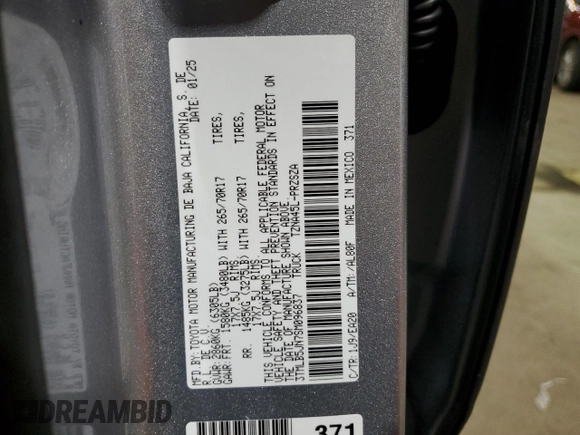 MFD.BY:TOYOTA MOTOR MANUFACTURING DE BAJA CALIFORNIA, S. DE
R.L. DE C.V. DATE: 01/25
GVWR:2860KG (6305LB)
GAWR:FRT. 1580KG (3480LB) WITH 265/70R17 TIRES,
17X7.5J RIMS,
RR. 1485KG (3275LB) WITH 265/70R17 TIRES,
17X7.5J RIMS,
THIS VEHICLE CONFORMS TO ALL APPLICABLE FEDERAL MOTOR
VEHICLE SAFETY AND THEFT PREVENTION STANDARDS IN EFFECT ON
THE DATE OF MANUFACTURE SHOWN ABOVE.
3TMLB5JN7SM096837 TRUCK TZNA45L-PRZSZA
C/TR:1J9/EA20 A/TM:/AL80F MADE IN MEXICO 371
371
DREAMBID